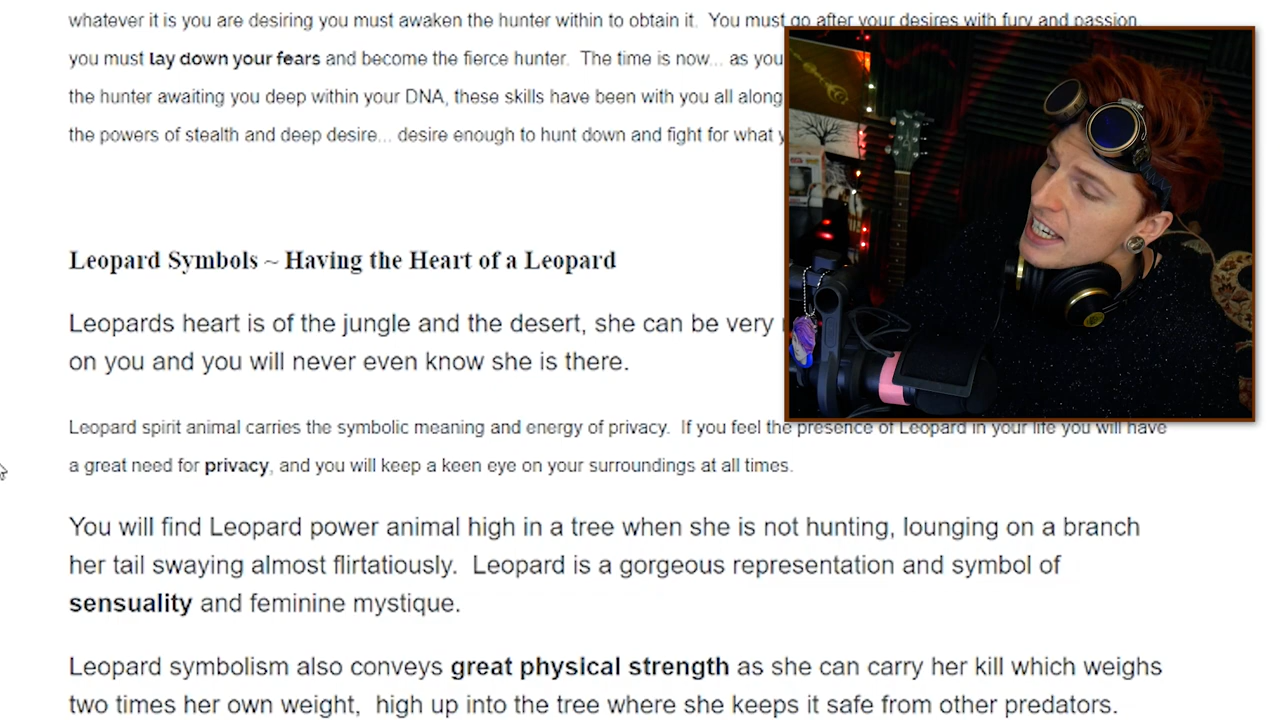 whatever it is you are desiring you must awaken the hunter within to obtain it. You must go after your desires with fury and passion
you must lay down your fears and become the fierce hunter. The time is now... as you
the hunter awaiting you deep within your DNA, these skills have been with you all along
the powers of stealth and deep desire... desire enough to hunt down and fight for what
Leopard Symbols ~ Having the Heart of a Leopard
Leopards heart is of the jungle and the desert, she can be very
on you and you will never even know she is there.
Leopard spirit animal carries the symbolic meaning and energy of privacy. If you feel the presence of Leopard in your life you will have
a great need for privacy, and you will keep a keen eye on your surroundings at all times.
You will find Leopard power animal high in a tree when she is not hunting, lounging on a branch
her tail swaying almost flirtatiously. Leopard is a gorgeous representation and symbol of
sensuality and feminine mystique.
Leopard symbolism also conveys great physical strength as she can carry her kill which weighs
two times her own weight, high up into the tree where she keeps it safe from other predators.